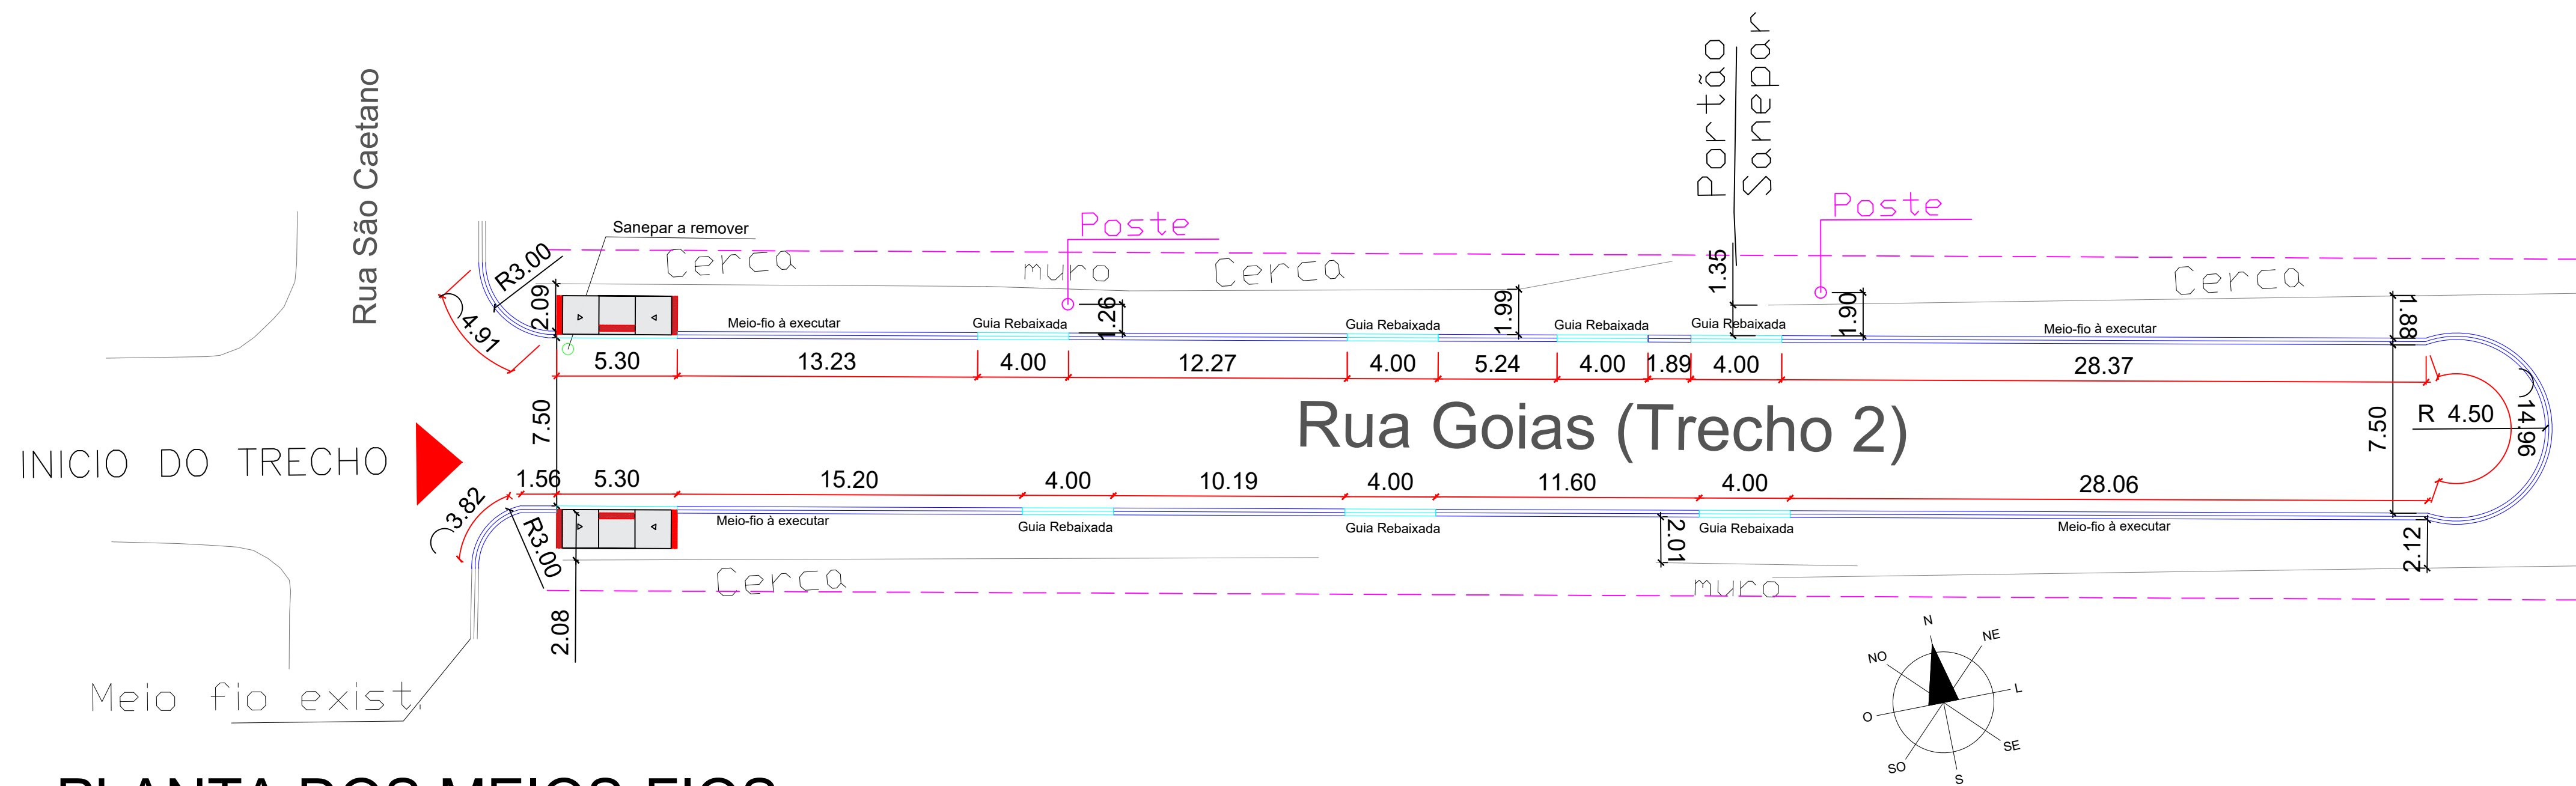 Rua São Caetano
Portão
Sanepar
Poste
Poste
Sanepar a remover
Cerca
muro
Cerca
Cerca
R3.00
4.91
2.09
1.26
1.99
1.35
1.90
1.88
Meio-fio à executar
Guia Rebaixada
Guia Rebaixada
Guia Rebaixada
Guia Rebaixada
Meio-fio à executar
5.30
13.23
4.00
12.27
4.00
5.24
4.00
1.89
4.00
28.37
7.50
Rua Goias (Trecho 2)
7.50
R 4.50
14.96
INICIO DO TRECHO
1.56
5.30
15.20
4.00
10.19
4.00
11.60
4.00
28.06
3.82
R3.00
Meio-fio à executar
Guia Rebaixada
Guia Rebaixada
Guia Rebaixada
Meio-fio à executar
2.01
2.12
Cerca
muro
2.08
Meio fio exist.
N
NE
L
SE
S
SO
O
NO
PLANTA DOS MEIOS FIOS